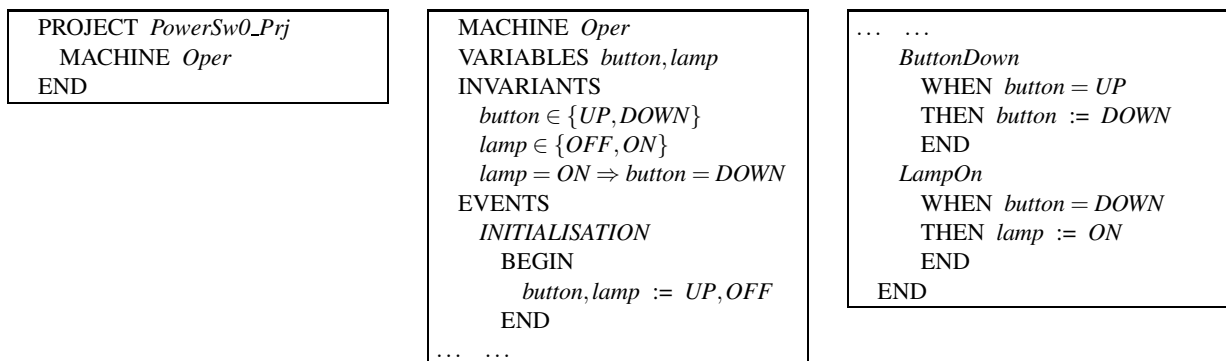 PROJECT PowerSw0_Prj
MACHINE Oper
END
MACHINE Oper
VARIABLES button,lamp
INVARIANTS
button ∈ {UP,DOWN}
lamp ∈ {OFF,ON}
lamp = ON ⇒ button = DOWN
EVENTS
INITIALISATION
BEGIN
button,lamp := UP,OFF
END
... ...
... ...
ButtonDown
WHEN button = UP
THEN button := DOWN
END
LampOn
WHEN button = DOWN
THEN lamp := ON
END
END